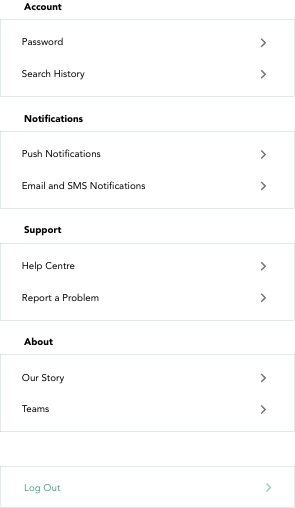 Account
Password
Search History
Notifications
Push Notifications
Email and SMS Notifications
Support
Help Centre
Report a Problem
About
Our Story
Teams
Log Out